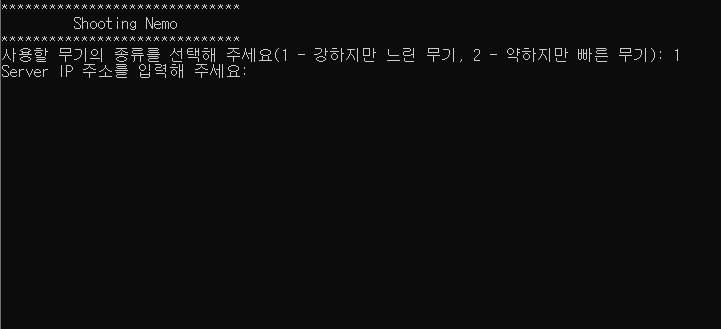 ******************************
Shooting Nemo
******************************
사용할 무기의 종류를 선택해 주세요(1 - 강하지만 느린 무기, 2 - 약하지만 빠른 무기): 1
Server IP 주소를 입력해 주세요: